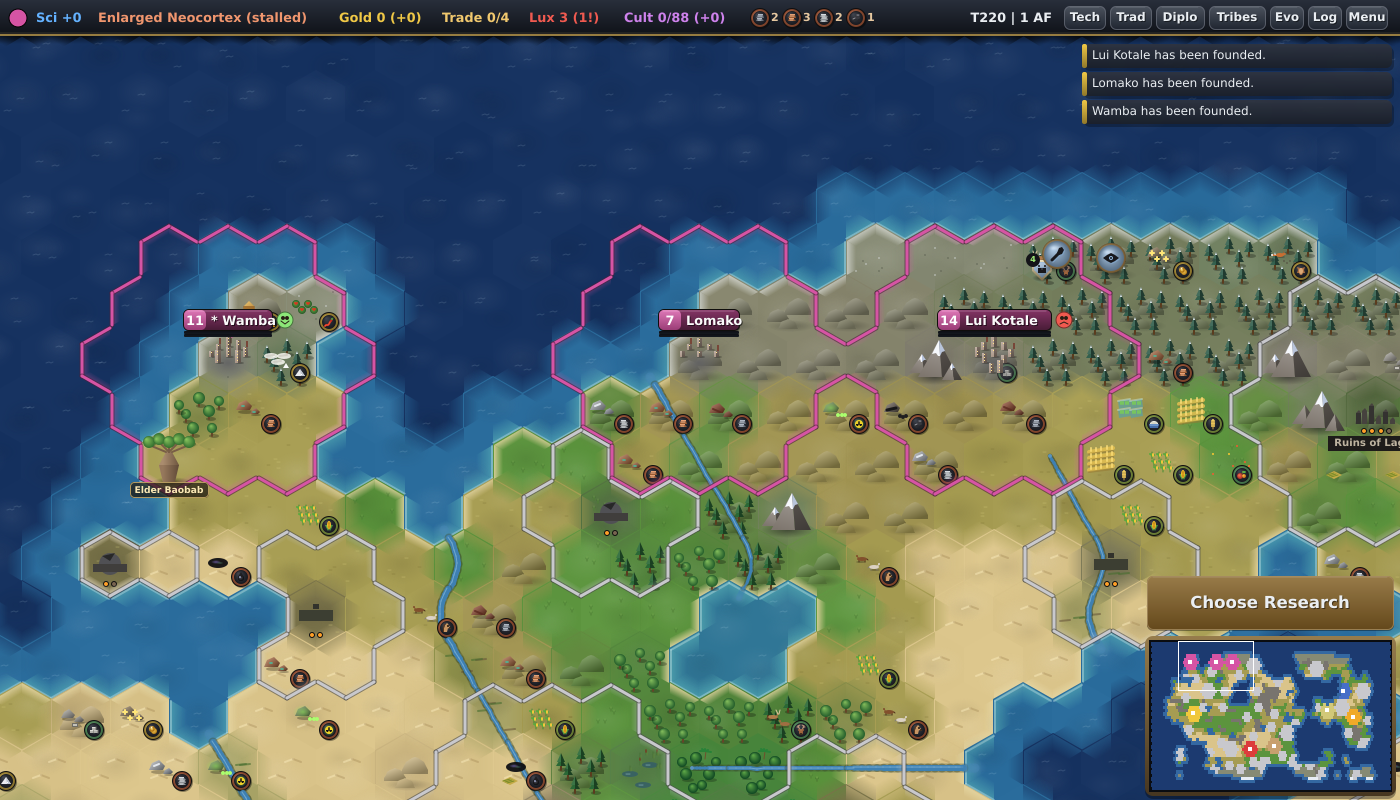 Sci +0 Enlarged Neocortex (stalled) Gold 0 (+0) Trade 0/4 Lux 3 (1!) Cult 0/88 (+0) 2 3 2 1 T220 | 1 AF Tech Trad Diplo Tribes Evo Log Menu
Lui Kotale has been founded.
Lomako has been founded.
Wamba has been founded.
4
11 * Wamba
7 Lomako
14 Lui Kotale
Elder Baobab
Choose Research